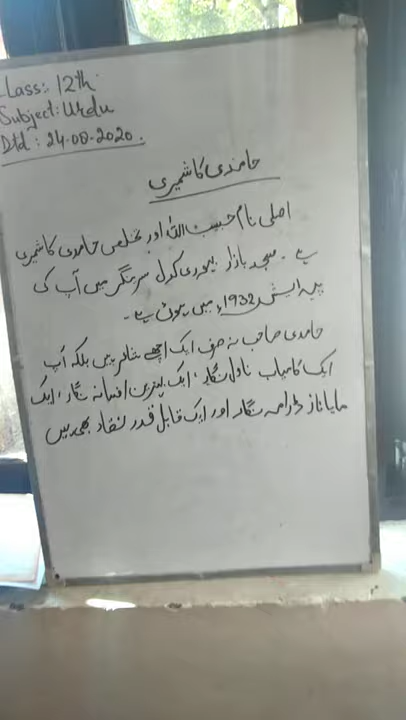 Class: 12th
Subject: Urdu
Dtd: 24-08-2020
حامدی کاشمیری
اصلی نام حبیب اللہ اور تخلص حامدی کاشمیری
ہے ۔ مسجد بازار بہوری کدل سرینگر میں آپ کی
پیدایش 1932ء میں ہوئی ہے ۔
حامدی صاحب نہ صرف ایک اچھے شاعر ہیں بلکہ آپ
ایک کامیاب ناول نگار ، ایک بہترین افسانہ نگار ، ایک
مایاناز ڈرامہ نگار اور ایک قابل قدر نقاد بھی ہیں